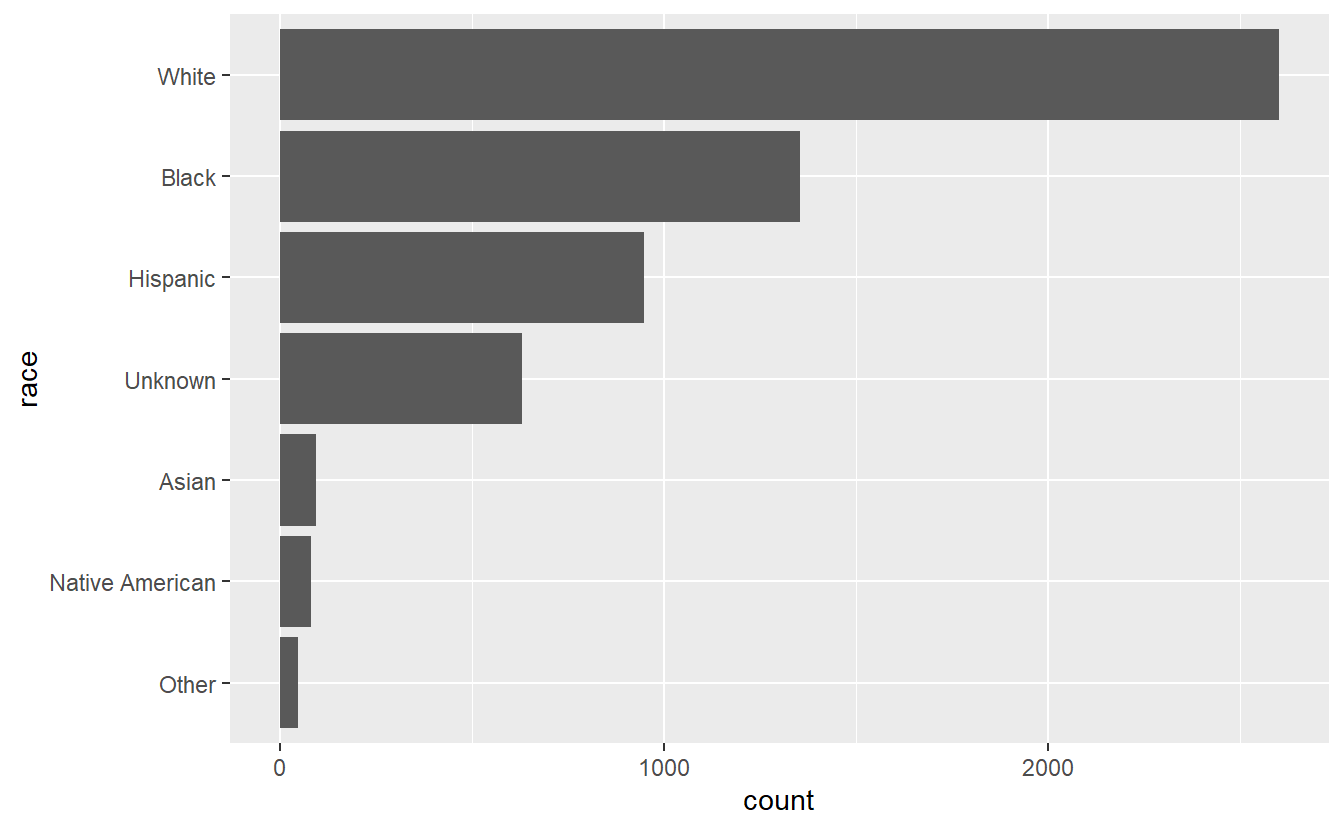 White
Black
Hispanic
Unknown
Asian
Native American
Other
race
0 1000 2000
count